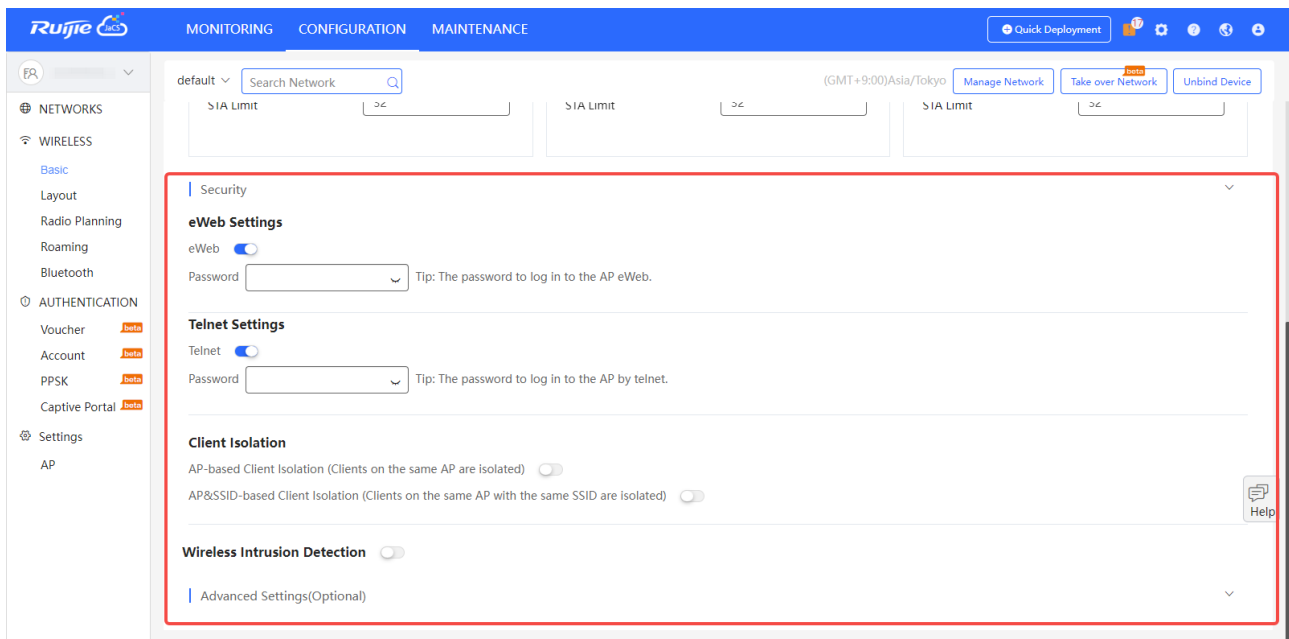 Ruijie JaCS MONITORING CONFIGURATION MAINTENANCE Quick Deployment 17
default Search Network (GMT+9:00)Asia/Tokyo Manage Network Take over Network beta Unbind Device
NETWORKS
WIRELESS
Basic
Layout
Radio Planning
Roaming
Bluetooth
AUTHENTICATION
Voucher beta
Account beta
PPSK beta
Captive Portal beta
Settings
AP
STA Limit 32 STA Limit 32 STA Limit 32
Security
eWeb Settings
eWeb
Password Tip: The password to log in to the AP eWeb.
Telnet Settings
Telnet
Password Tip: The password to log in to the AP by telnet.
Client Isolation
AP-based Client Isolation (Clients on the same AP are isolated)
AP&SSID-based Client Isolation (Clients on the same AP with the same SSID are isolated)
Wireless Intrusion Detection
Advanced Settings(Optional)
Help